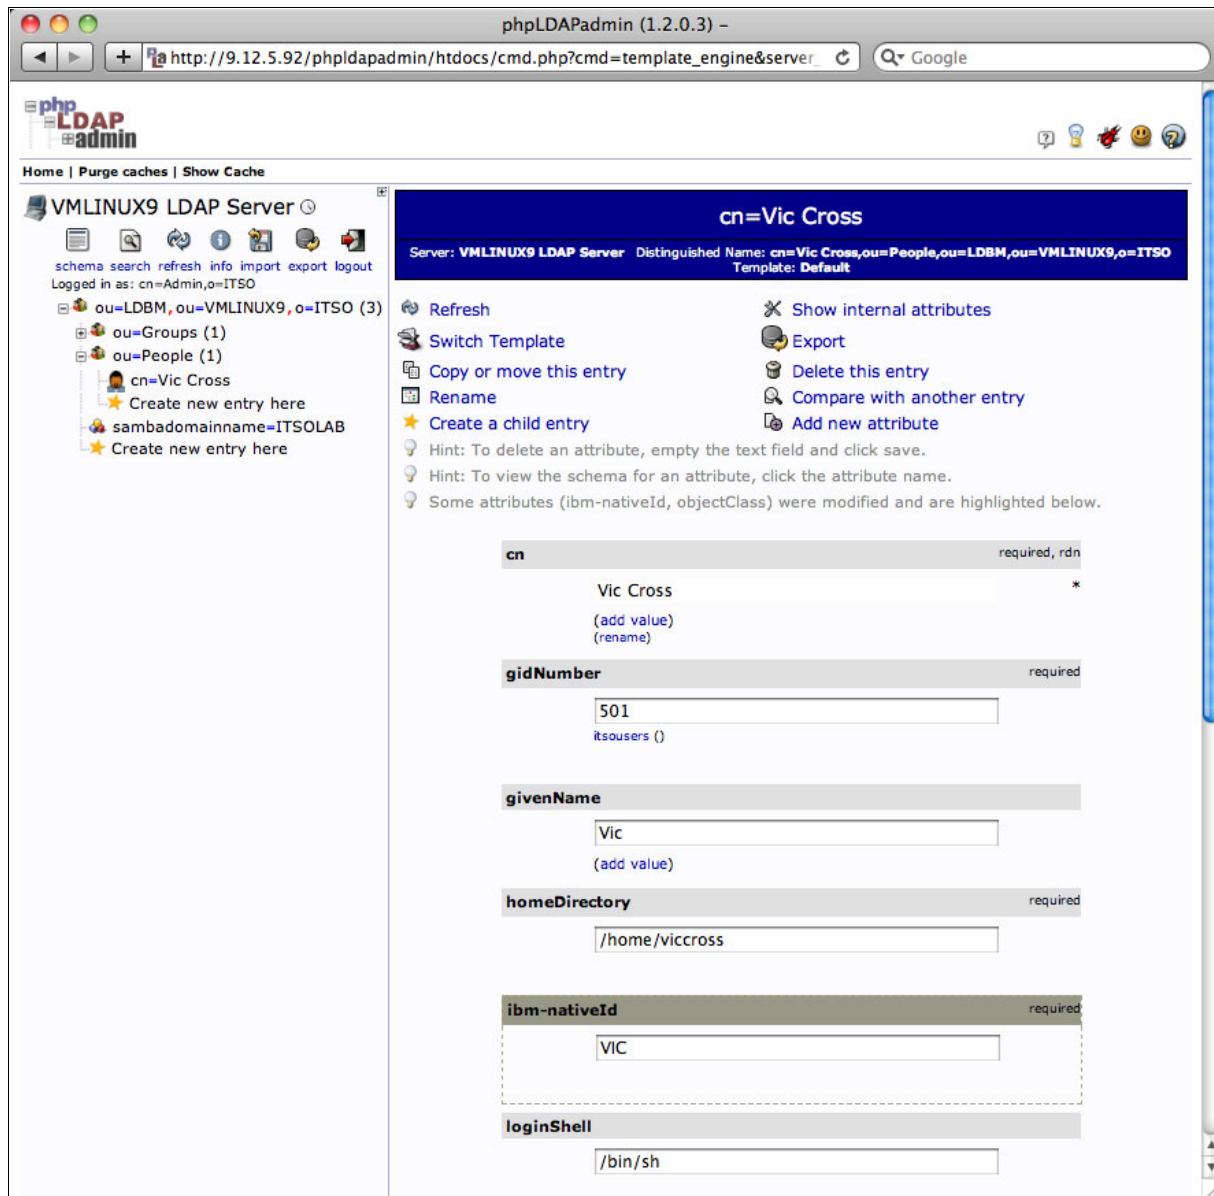 phpLDAPadmin (1.2.0.3) –
http://9.12.5.92/phpldapadmin/htdocs/cmd.php?cmd=template_engine&server_
Google
php
LDAP
admin
Home | Purge caches | Show Cache
VMLINUX9 LDAP Server
schema search refresh info import export logout
Logged in as: cn=Admin,o=ITSO
ou=LDBM,ou=VMLINUX9,o=ITSO (3)
ou=Groups (1)
ou=People (1)
cn=Vic Cross
Create new entry here
sambadomainname=ITSOLAB
Create new entry here
cn=Vic Cross
Server: VMLINUX9 LDAP Server Distinguished Name: cn=Vic Cross,ou=People,ou=LDBM,ou=VMLINUX9,o=ITSO
Template: Default
Refresh Show internal attributes
Switch Template Export
Copy or move this entry Delete this entry
Rename Compare with another entry
Create a child entry Add new attribute
Hint: To delete an attribute, empty the text field and click save.
Hint: To view the schema for an attribute, click the attribute name.
Some attributes (ibm-nativeId, objectClass) were modified and are highlighted below.
cn required, rdn
Vic Cross *
(add value)
(rename)
gidNumber required
501
itsousers ()
givenName
Vic
(add value)
homeDirectory required
/home/viccross
ibm-nativeId required
VIC
loginShell
/bin/sh